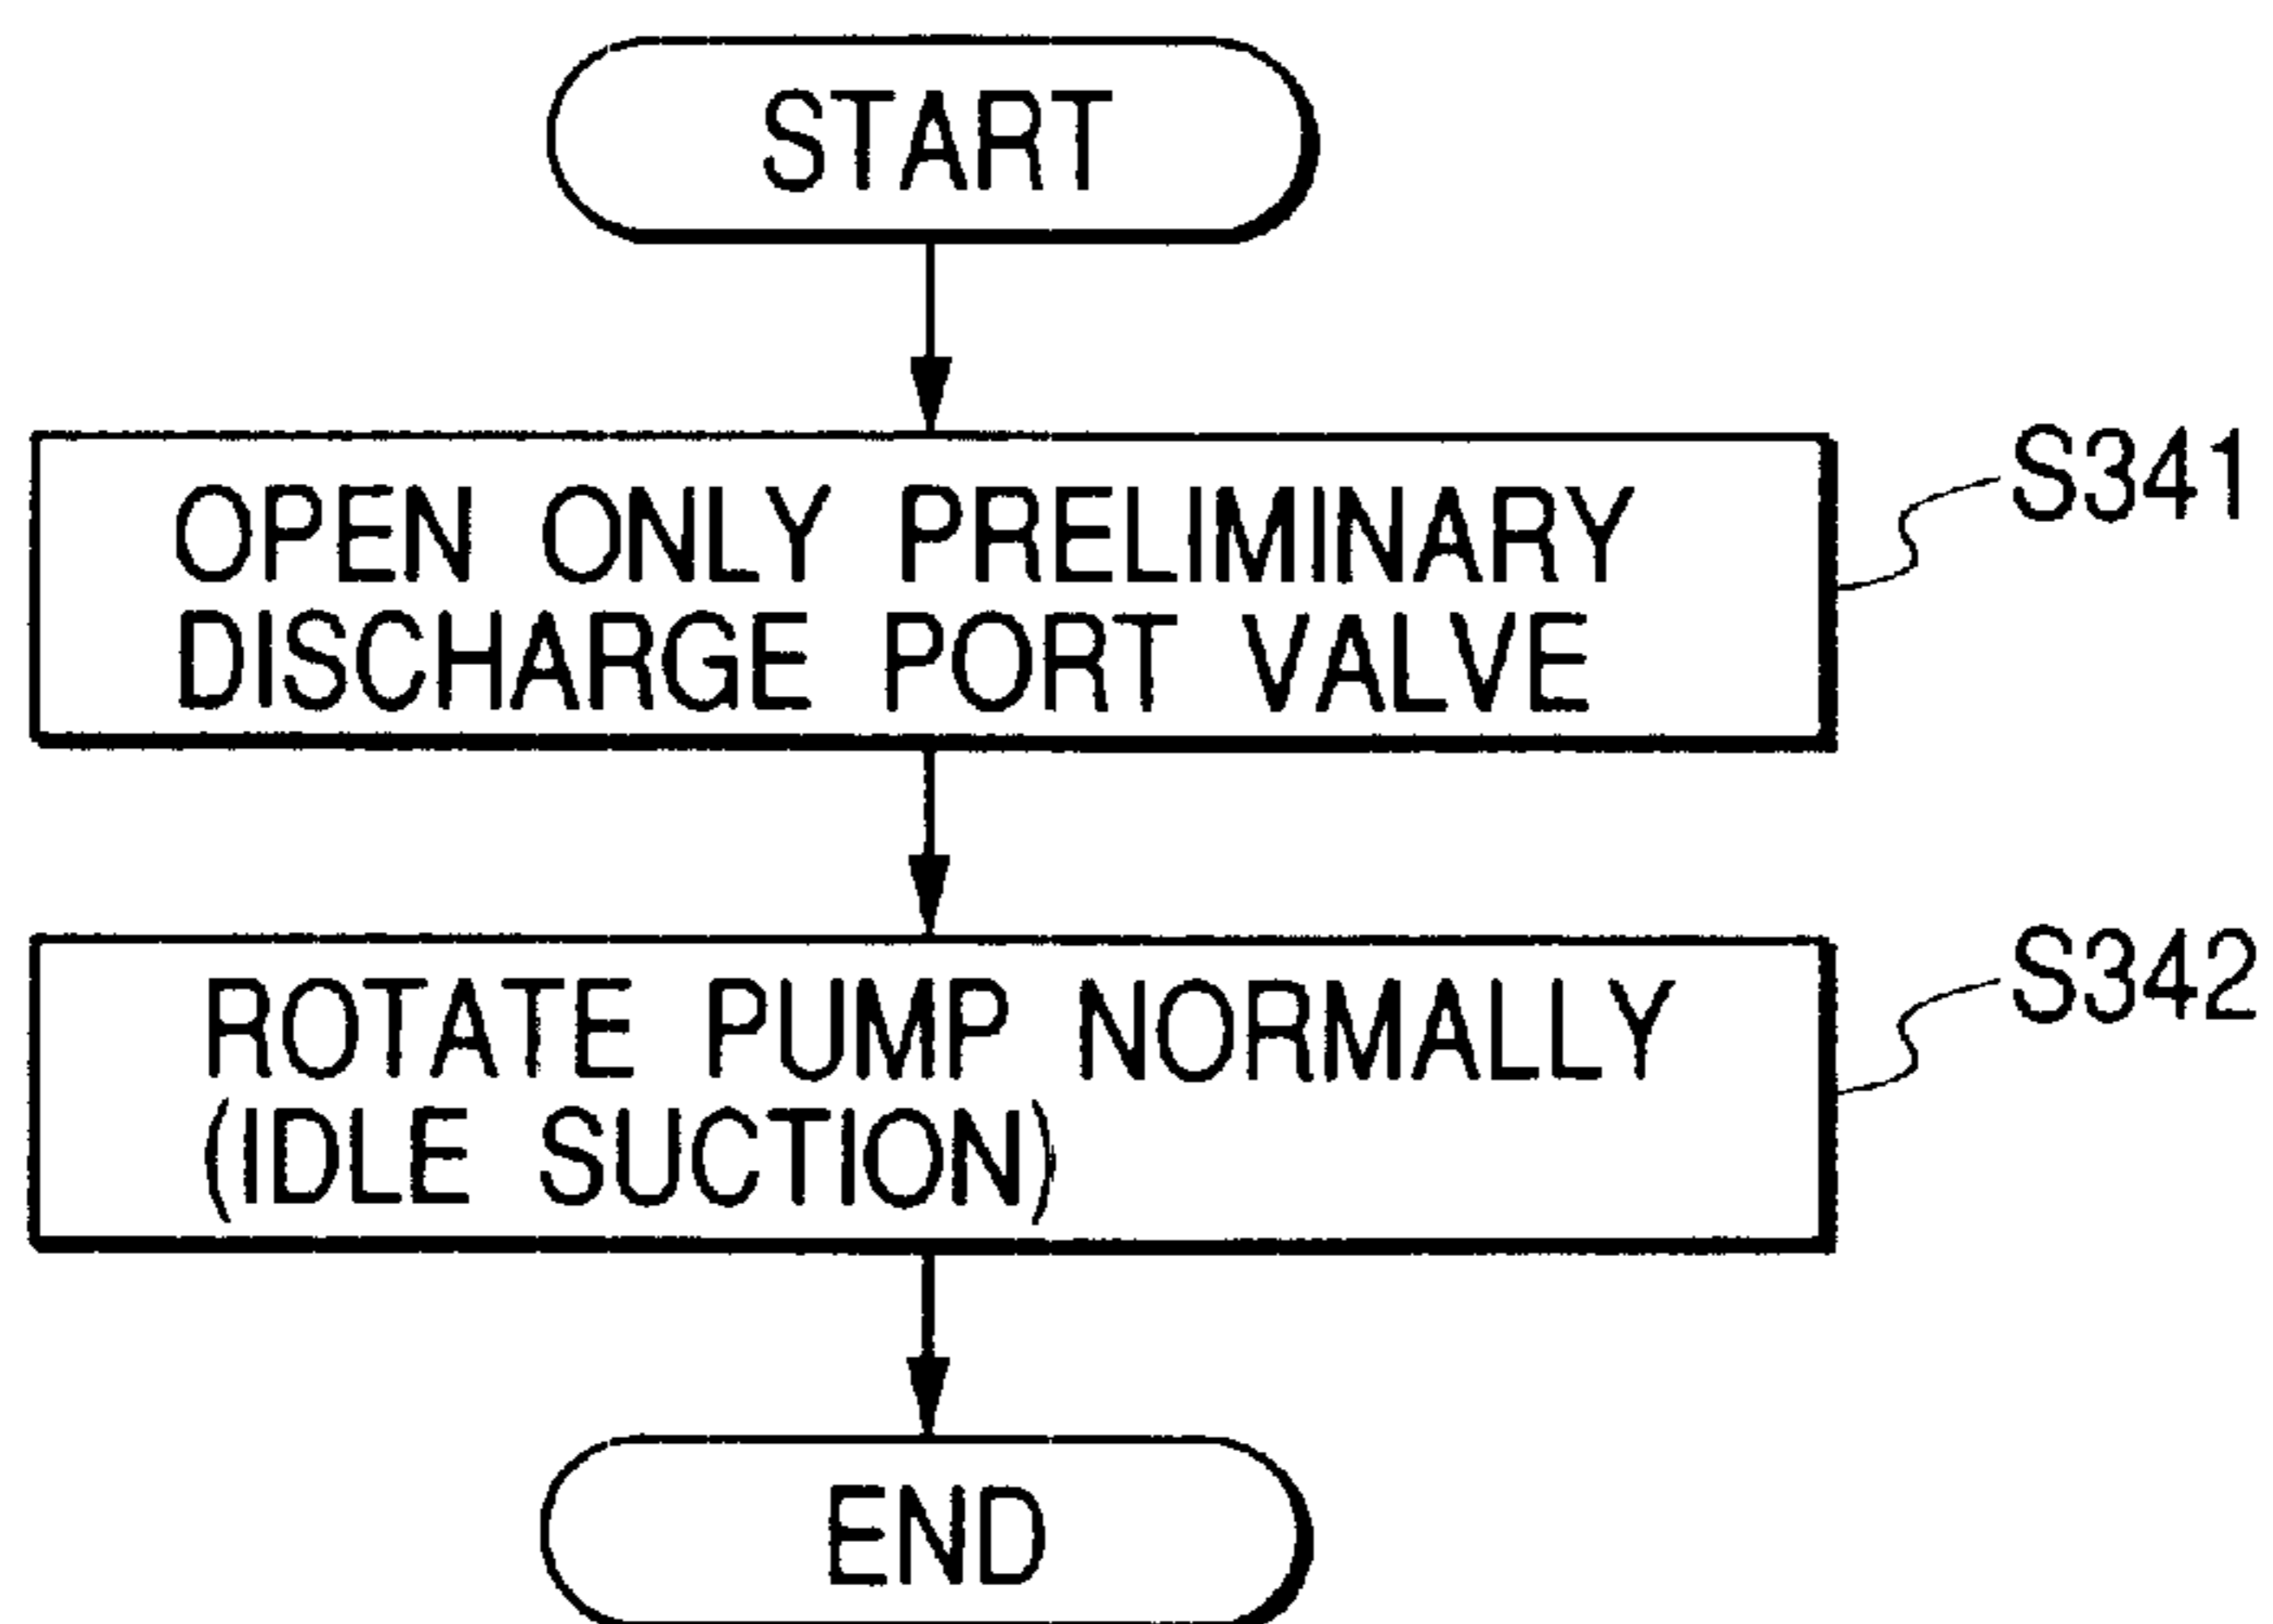 START
OPEN ONLY PRELIMINARY
DISCHARGE PORT VALVE
S341
ROTATE PUMP NORMALLY
(IDLE SUCTION)
S342
END